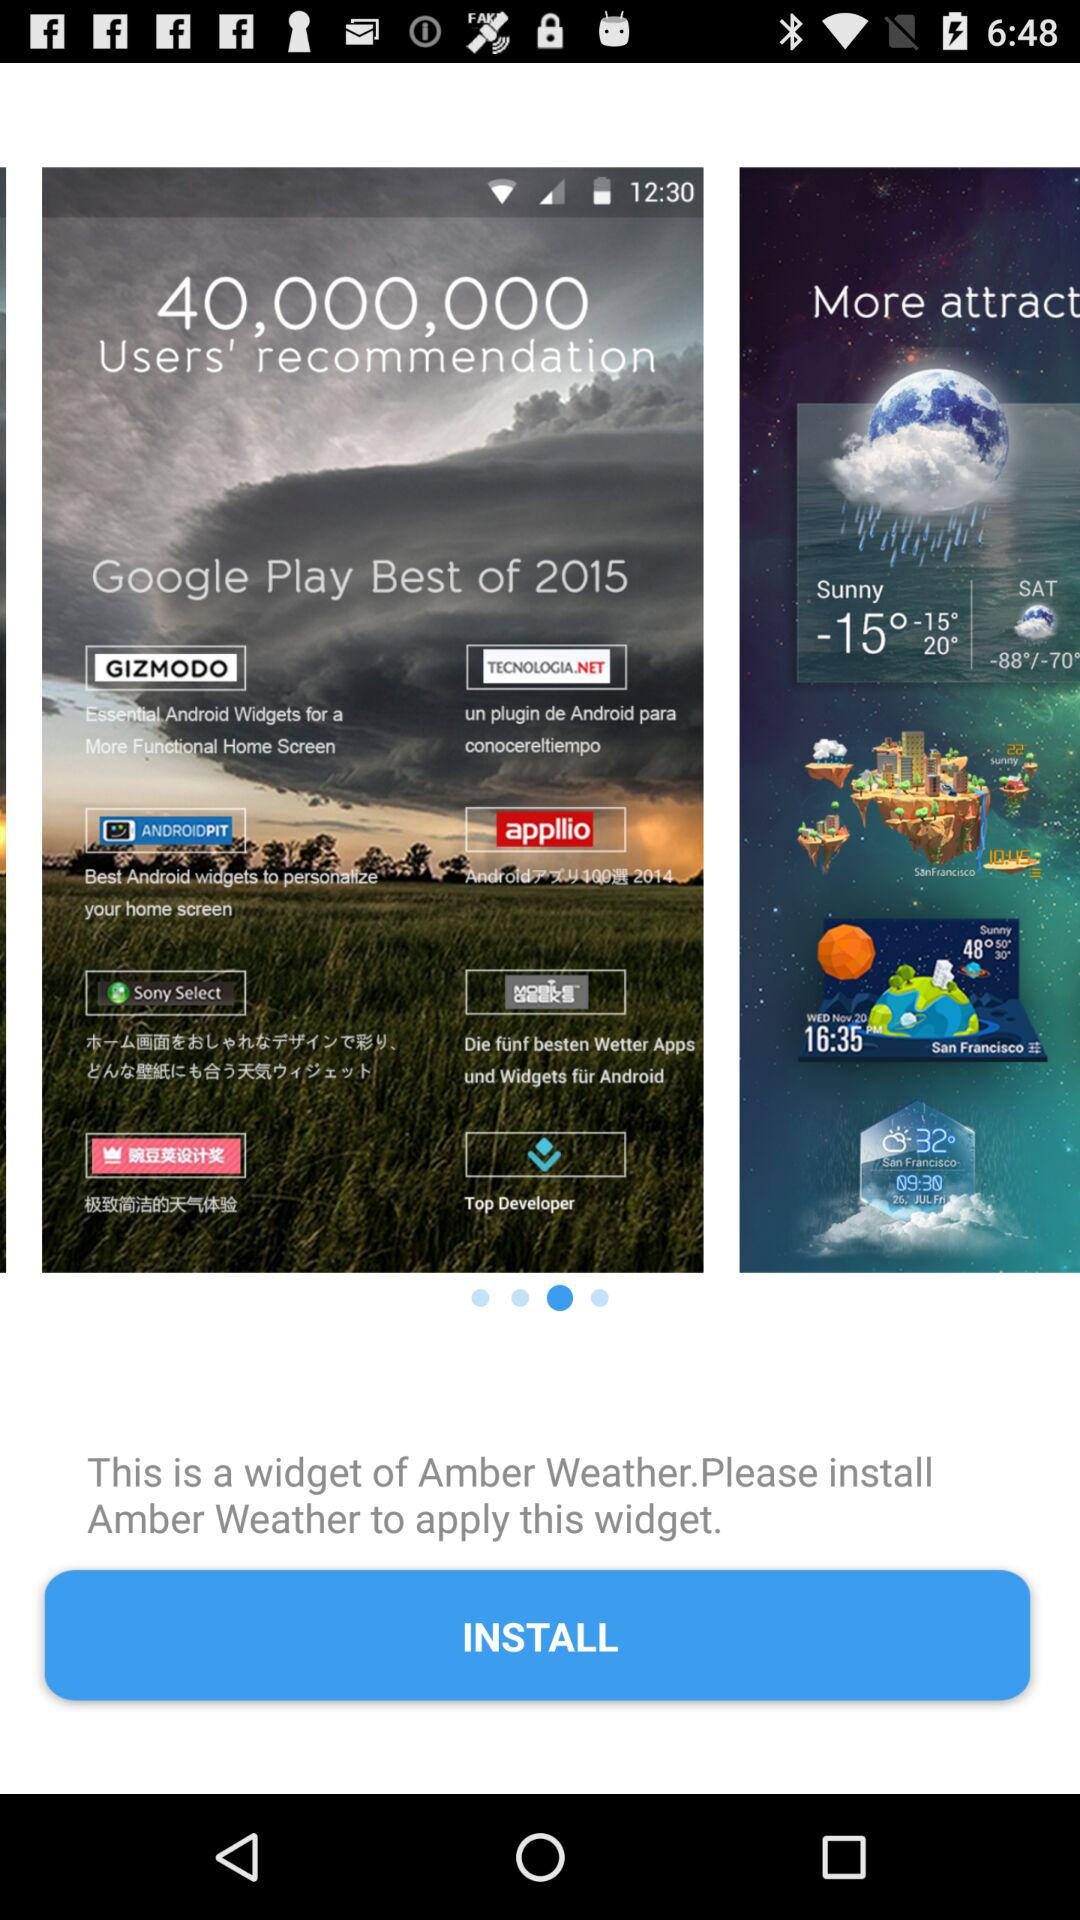 FAKE
6:48
12:30
40,000,000
Users' recommendation
Google Play Best of 2015
GIZMODO
Essential Android Widgets for a
More Functional Home Screen
TECNOLOGIA.NET
un plugin de Android para
conocereltiempo
ANDROIDPIT
Best Android widgets to personalize
your home screen
appllio
Androidアプリ100選 2014
Sony Select
ホーム画面をおしゃれなデザインで彩り、
どんな壁紙にも合う天気ウィジェット
MOBILE GEEKS™
Die fünf besten Wetter Apps
und Widgets für Android
豌豆荚设计奖
极致简洁的天气体验
Top Developer
More attract
Sunny
-15° -15°
20°
SAT
-88°/-70°
22
sunny
10:45
SanFrancisco
Sunny
48° 50°
30°
WED Nov.20
16:35 PM
San Francisco
32°
San Francisco
09:30
26, JUL Fri
This is a widget of Amber Weather.Please install
Amber Weather to apply this widget.
INSTALL